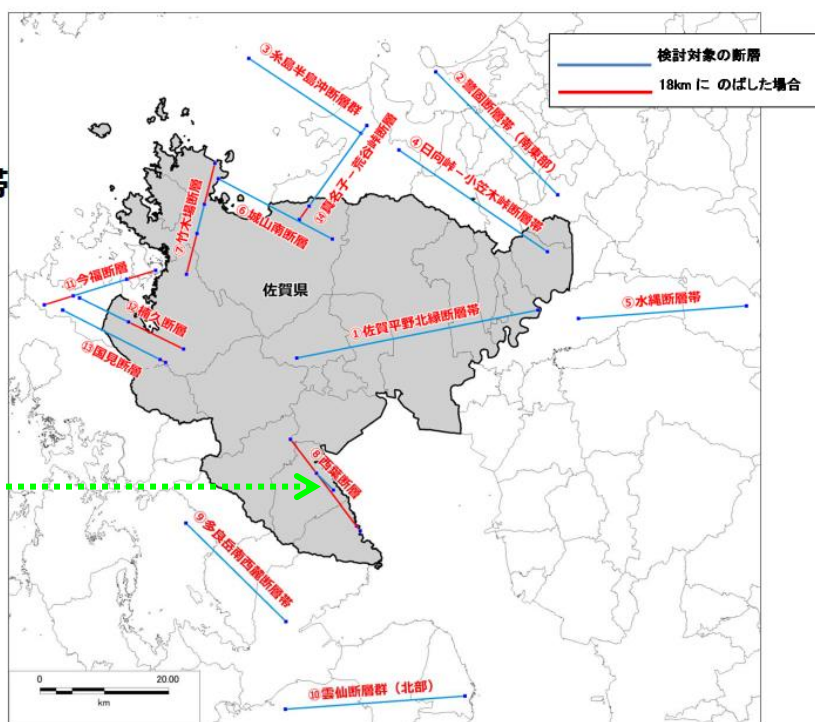 検討対象の断層
18kmに のばした場合
③糸島半島沖断層群
②警固断層帯（南東部）
④日向峠－小笠木峠断層帯
⑭真名子－荒谷峠断層
⑦竹木場断層
⑥城山南断層
⑪今福断層
佐賀県
⑤水縄断層帯
⑫楠久断層
①佐賀平野北縁断層帯
⑬国見断層
⑧西葉断層
⑨多良岳南西麓断層帯
⑩雲仙断層群（北部）
0 20.00
km